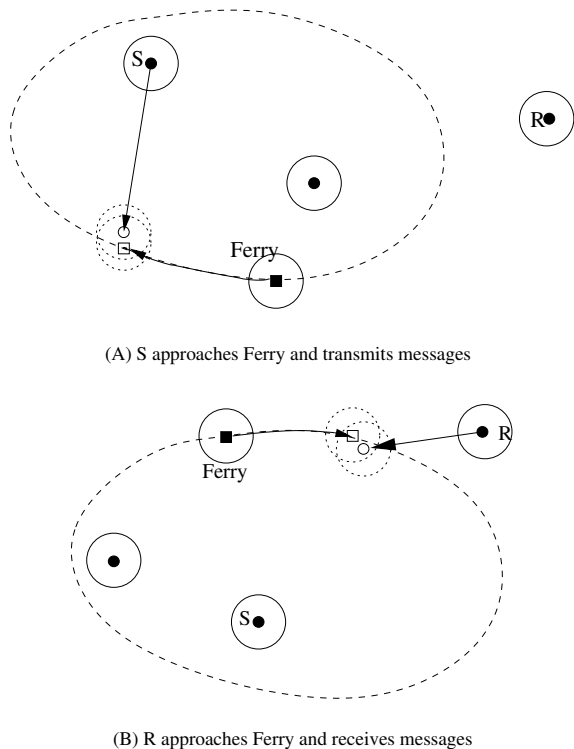 S
R
Ferry
(A) S approaches Ferry and transmits messages
Ferry
R
S
(B) R approaches Ferry and receives messages